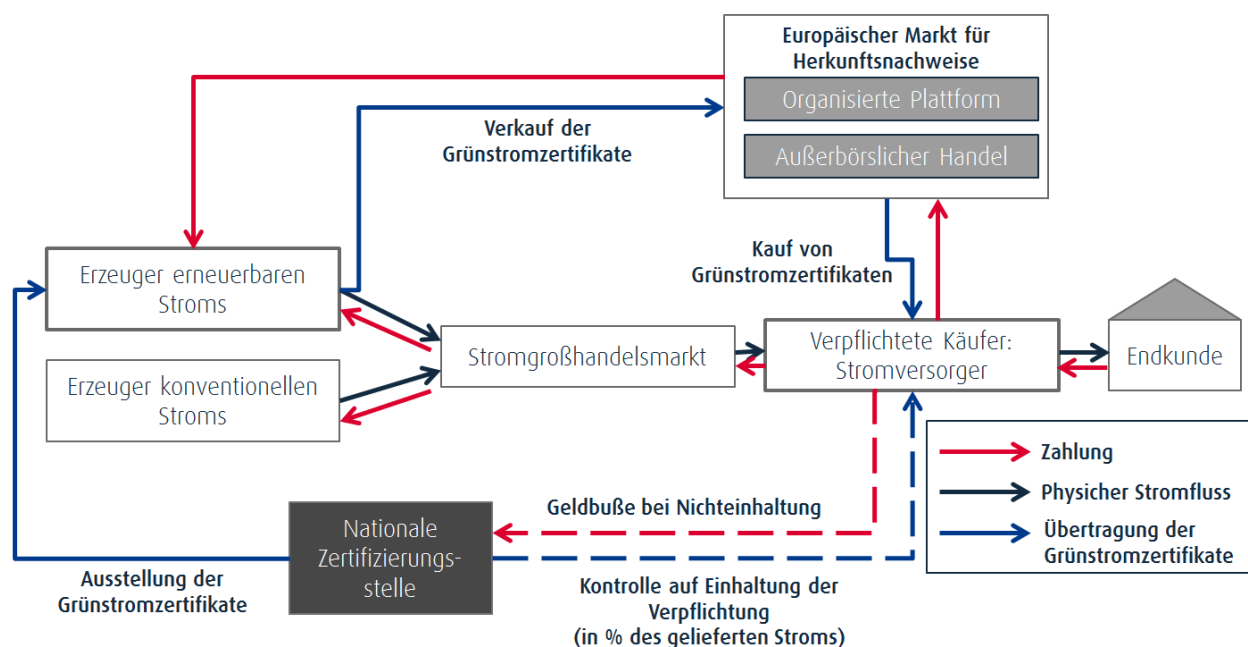 Europäischer Markt für
Herkunftsnachweise
Organisierte Plattform
Außerbörslicher Handel
Verkauf der
Grünstromzertifikate
Kauf von
Grünstromzertifikaten
Erzeuger erneuerbaren
Stroms
Stromgroßhandelsmarkt
Verpflichtete Käufer:
Stromversorger
Endkunde
Erzeuger konventionellen
Stroms
Zahlung
Physicher Stromfluss
Übertragung der
Grünstromzertifikate
Geldbuße bei Nichteinhaltung
Nationale
Zertifizierungs-
stelle
Ausstellung der
Grünstromzertifikate
Kontrolle auf Einhaltung der
Verpflichtung
(in % des gelieferten Stroms)